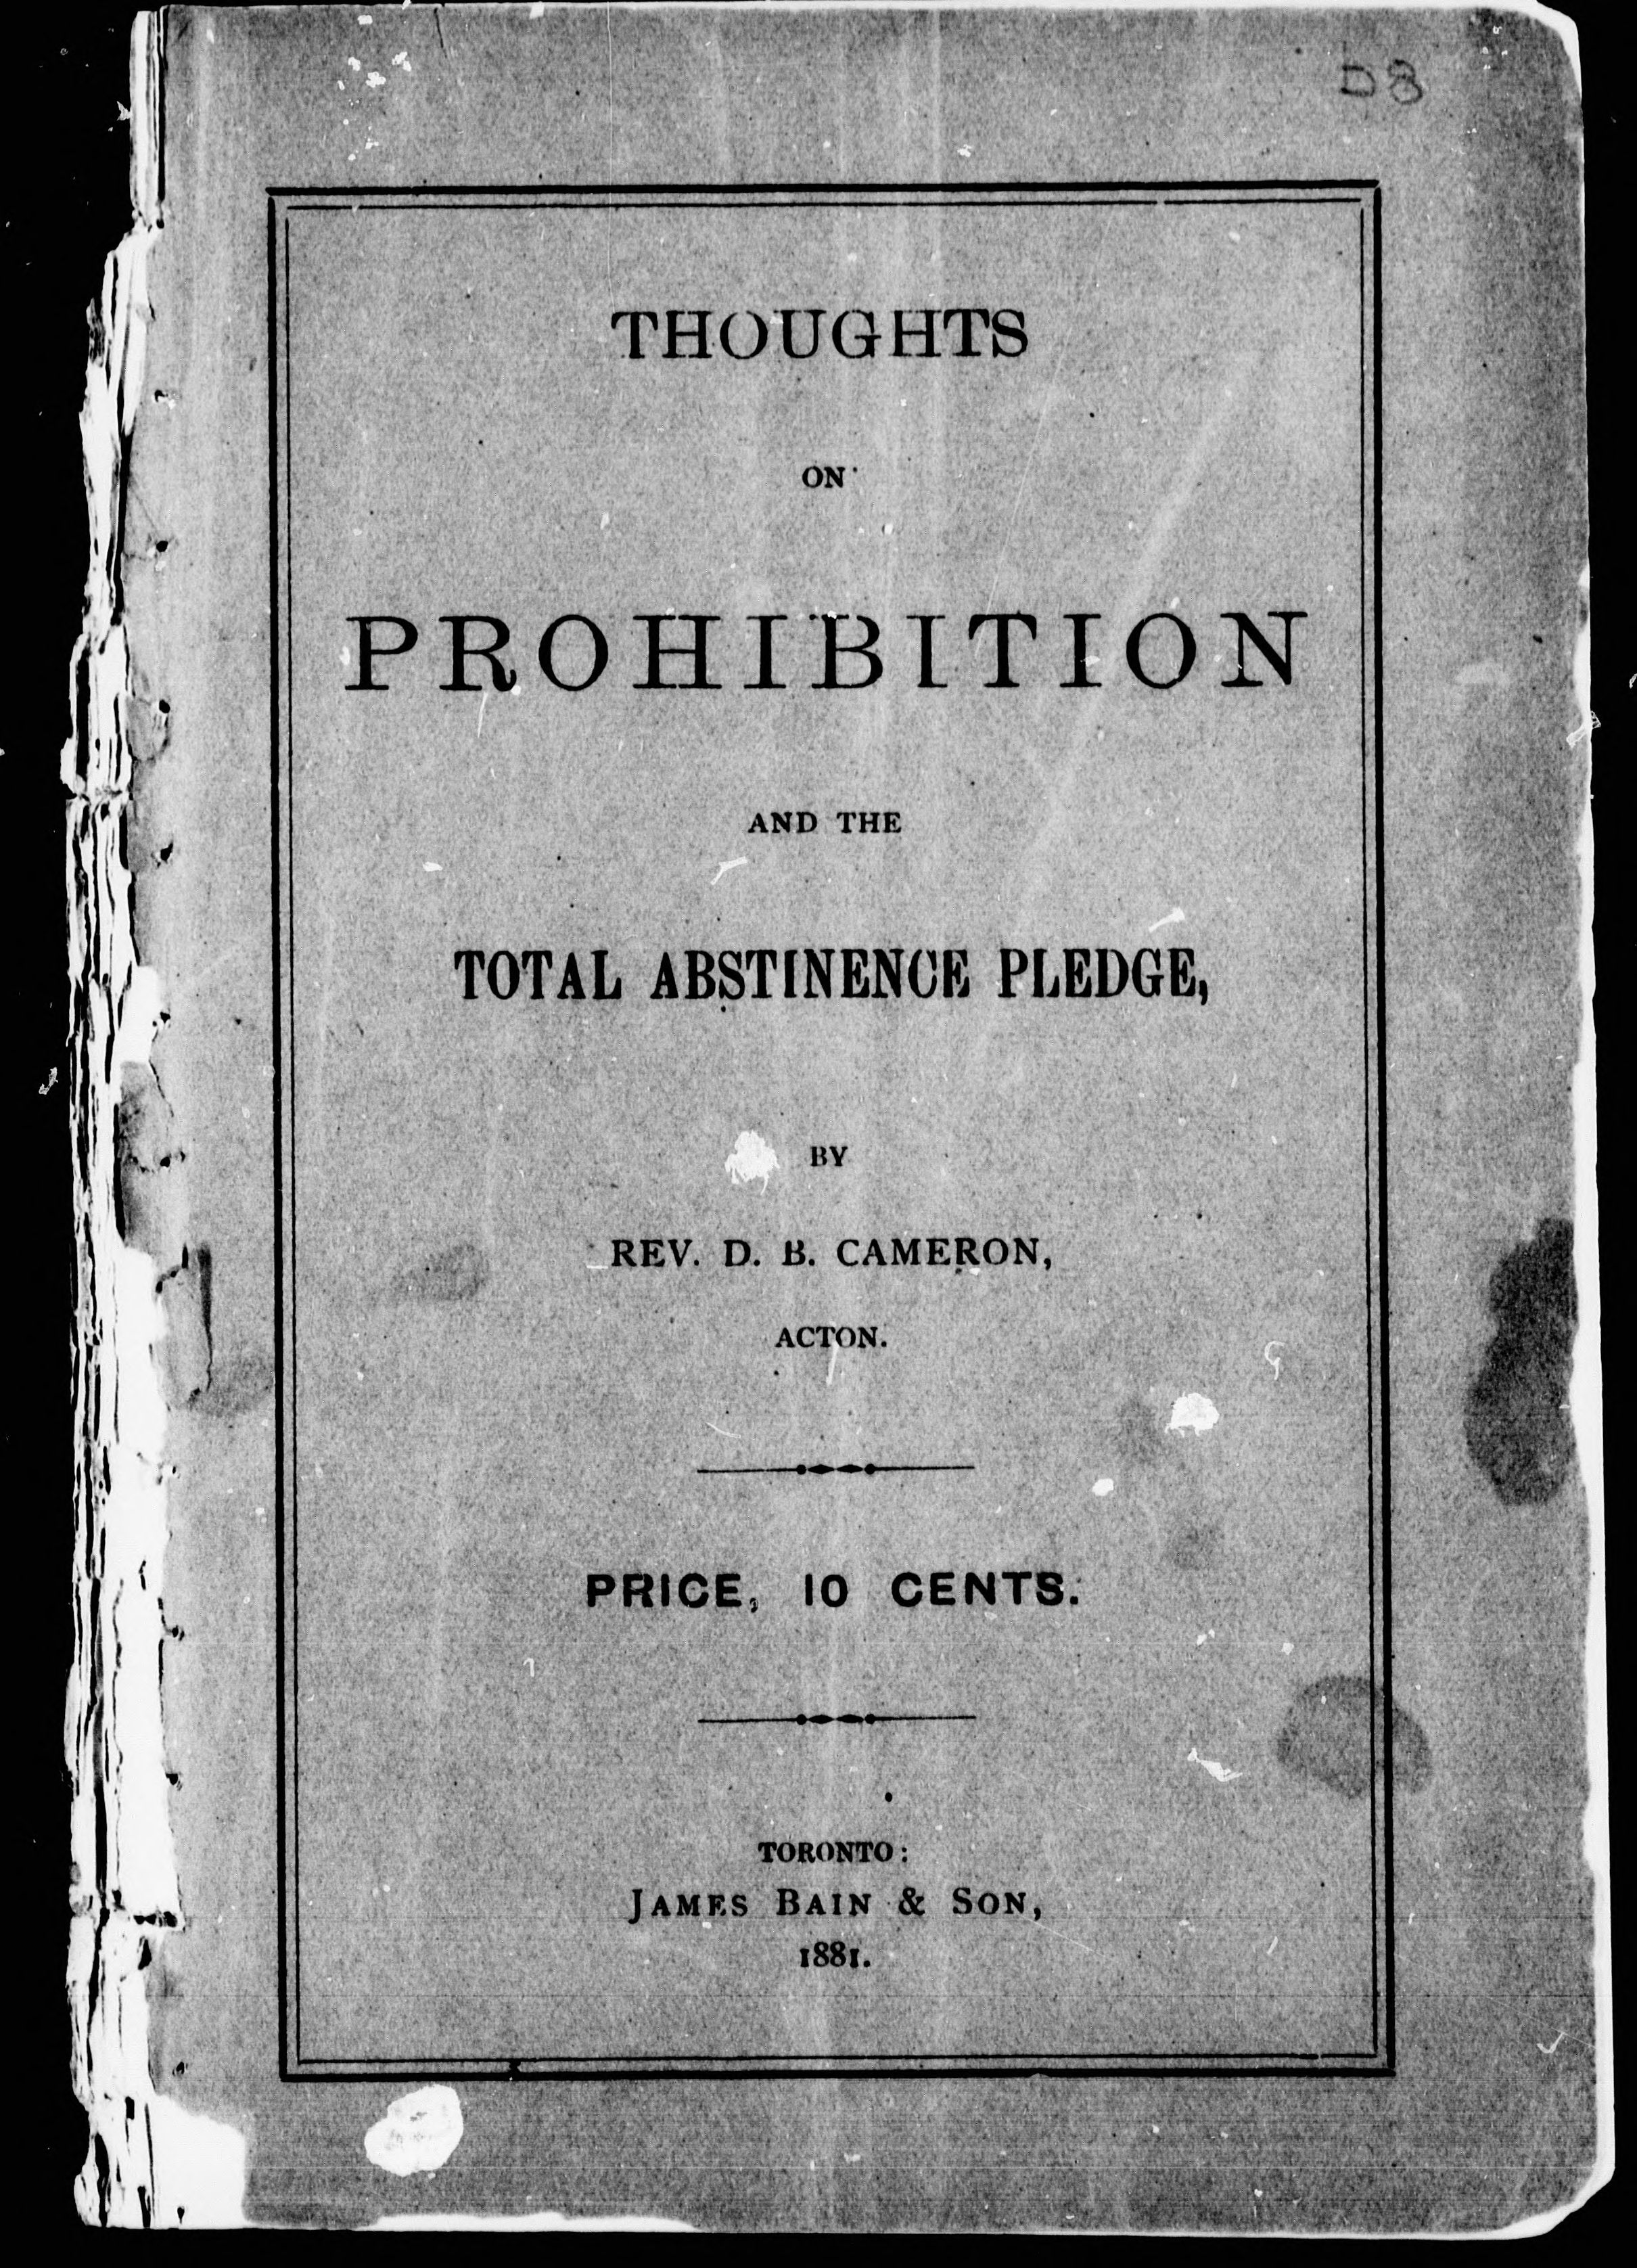 D8
THOUGHTS
ON
PROHIBITION
AND THE
TOTAL ABSTINENCE PLEDGE,
BY
REV. D. B. CAMERON,
ACTON.
PRICE, 10 CENTS.
TORONTO:
JAMES BAIN & SON,
1881.